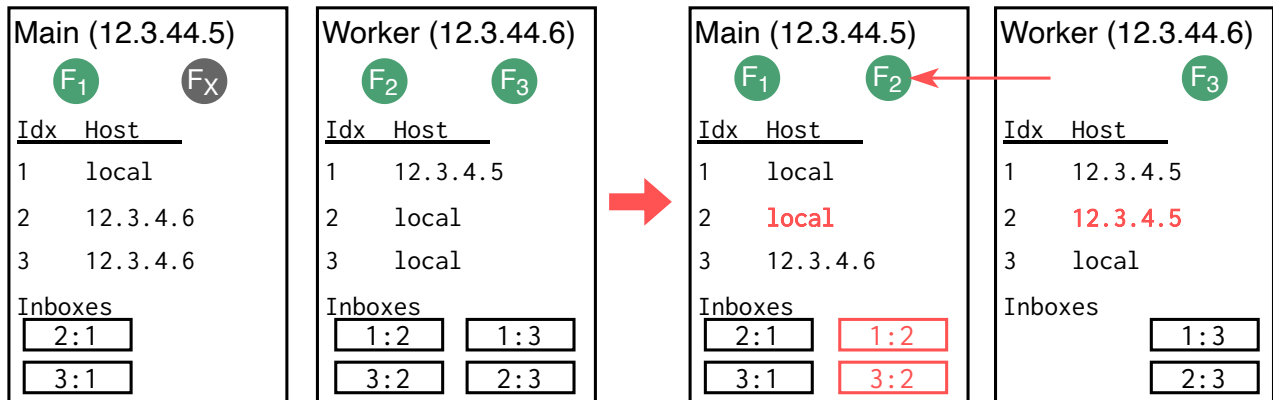 Main (12.3.44.5)
F1 FX
Idx Host
1 local
2 12.3.4.6
3 12.3.4.6
Inboxes
2:1
3:1
Worker (12.3.44.6)
F2 F3
Idx Host
1 12.3.4.5
2 local
3 local
Inboxes
1:2 1:3
3:2 2:3
Main (12.3.44.5)
F1 F2
Idx Host
1 local
2 local
3 12.3.4.6
Inboxes
2:1 1:2
3:1 3:2
Worker (12.3.44.6)
F3
Idx Host
1 12.3.4.5
2 12.3.4.5
3 local
Inboxes
1:3
2:3